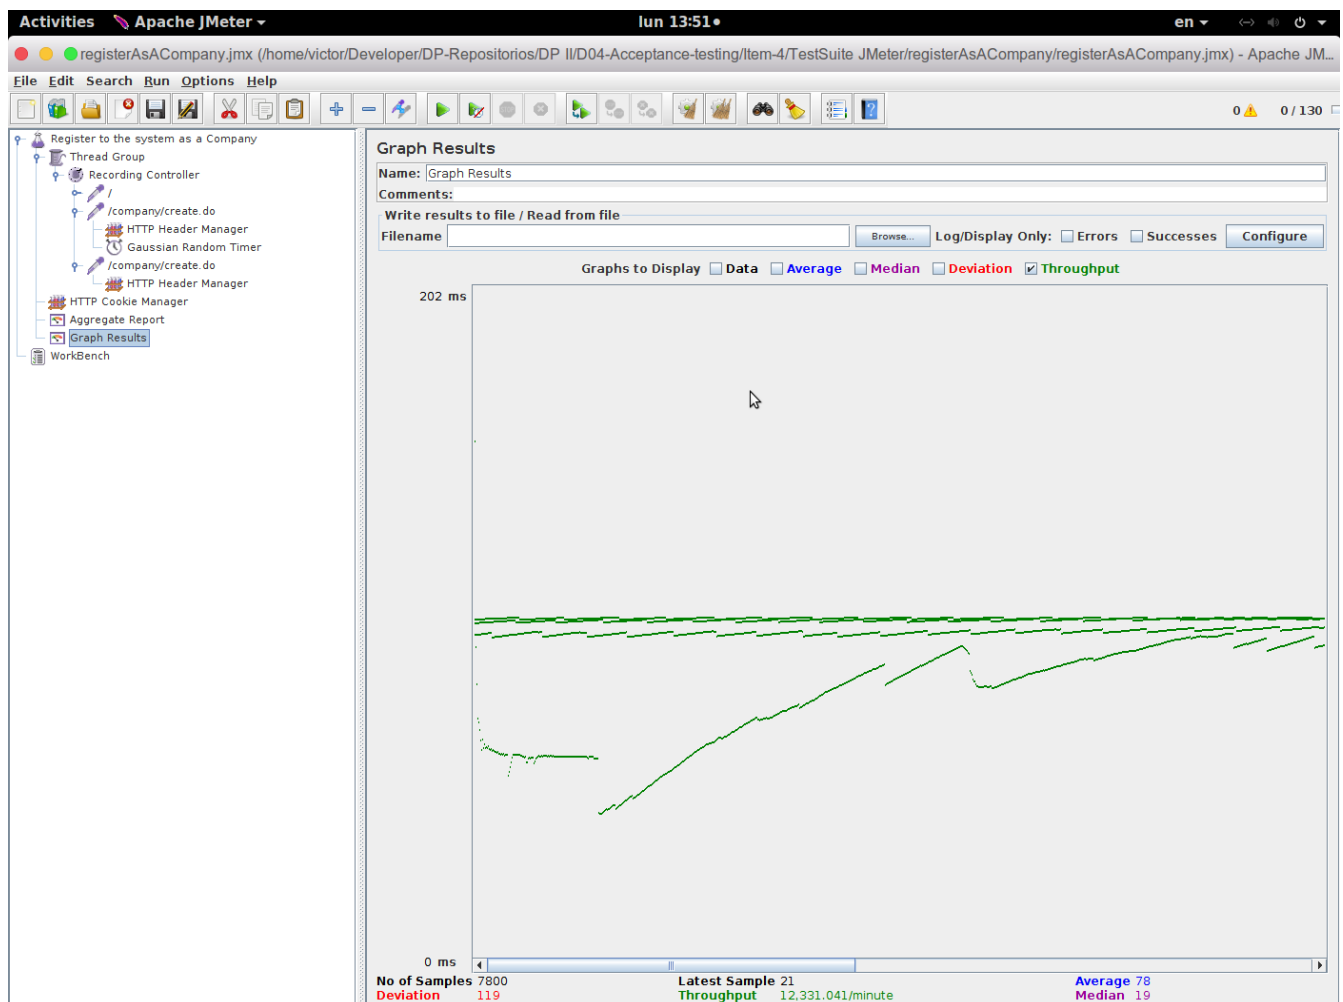 Activities Apache JMeter lun 13:51 en
registerAsACompany.jmx (/home/victor/Developer/DP-Repositorios/DP II/D04-Acceptance-testing/Item-4/TestSuite JMeter/registerAsACompany/registerAsACompany.jmx) - Apache JM...
File Edit Search Run Options Help
0 0 / 130
Register to the system as a Company
Thread Group
Recording Controller
/
/company/create.do
HTTP Header Manager
Gaussian Random Timer
/company/create.do
HTTP Header Manager
HTTP Cookie Manager
Aggregate Report
Graph Results
WorkBench
Graph Results
Name: Graph Results
Comments:
Write results to file / Read from file
Filename Browse... Log/Display Only: Errors Successes Configure
Graphs to Display Data Average Median Deviation Throughput
202 ms
0 ms
No of Samples 7800 Latest Sample 21 Average 78
Deviation 119 Throughput 12,331.041/minute Median 19